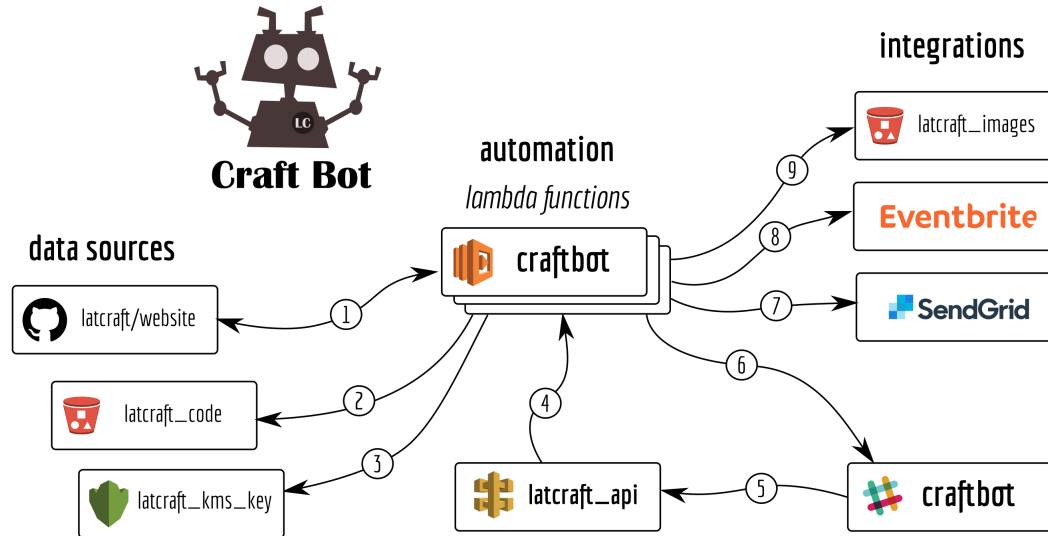 LC
Craft Bot
data sources
latcraft/website
latcraft_code
latcraft_kms_key
automation
lambda functions
craftbot
latcraft_api
integrations
latcraft_images
Eventbrite
SendGrid
craftbot
1
2
3
4
5
6
7
8
9